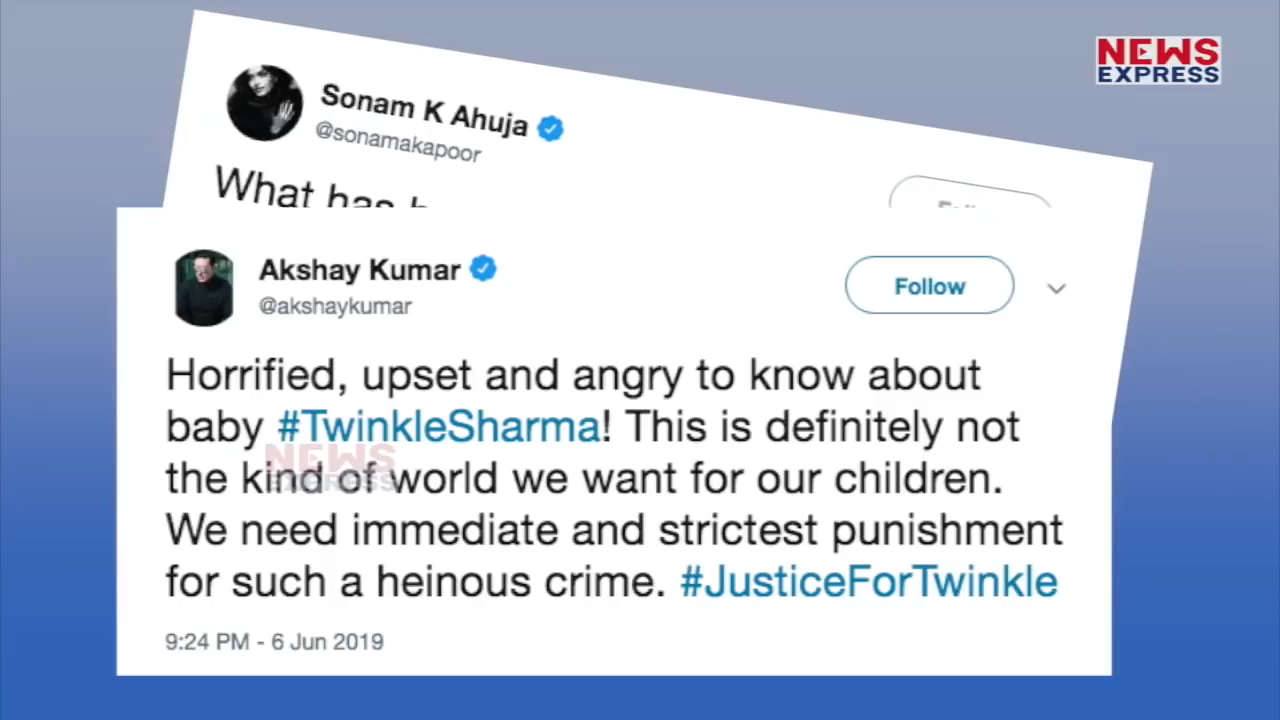 NEWS
EXPRESS
Sonam K Ahuja
@sonamakapoor
What has
Akshay Kumar
@akshaykumar
Follow
Horrified, upset and angry to know about
baby #TwinkleSharma! This is definitely not
the kind of world we want for our children.
We need immediate and strictest punishment
for such a heinous crime. #JusticeForTwinkle
9:24 PM - 6 Jun 2019
NEWS
EXPRESS